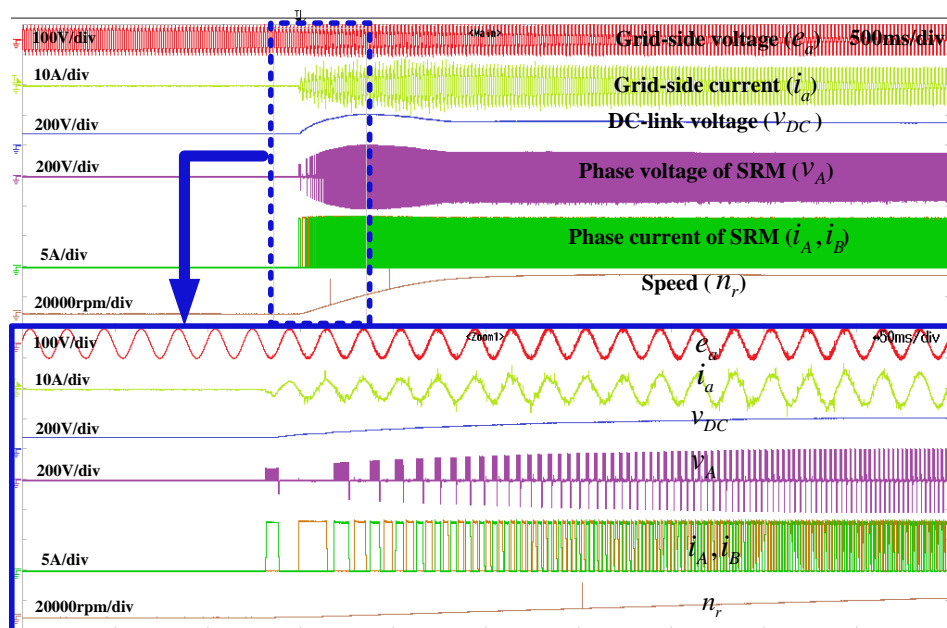 T
100V/div <Main> Grid-side voltage (e_a) 500ms/div
10A/div Grid-side current (i_a)
200V/div DC-link voltage (v_DC)
200V/div Phase voltage of SRM (v_A)
5A/div Phase current of SRM (i_A, i_B)
20000rpm/div Speed (n_r)
100V/div <Zoom1> e_a 50ms/div
10A/div i_a
200V/div v_DC
200V/div v_A
5A/div i_A, i_B
20000rpm/div n_r